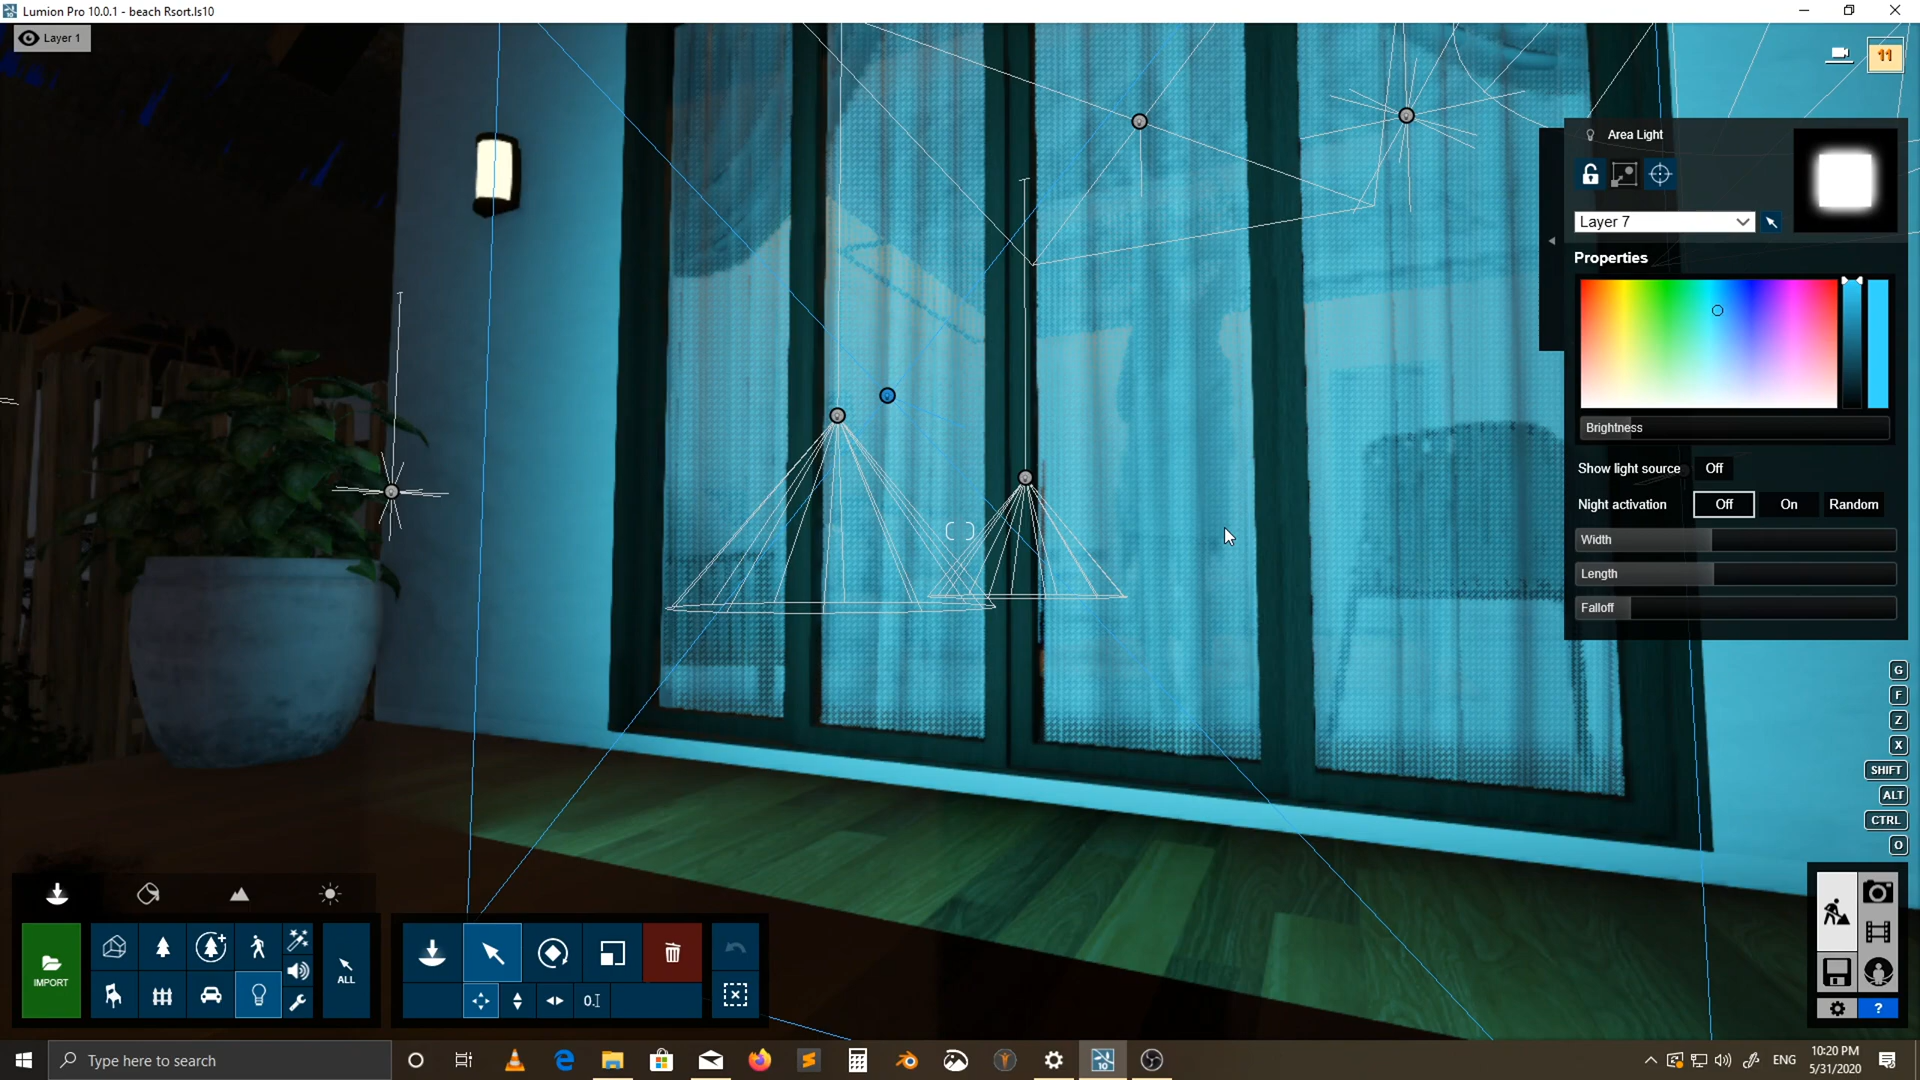 Lumion Pro 10.0.1 - beach Rsort.ls10
Layer 1
11
Area Light
Layer 7
Properties
Brightness
Show light source Off
Night activation Off On Random
Width
Length
Falloff
G
F
Z
X
SHIFT
ALT
CTRL
O
IMPORT
ALL
?
Type here to search
10
ENG
10:20 PM
5/31/2020